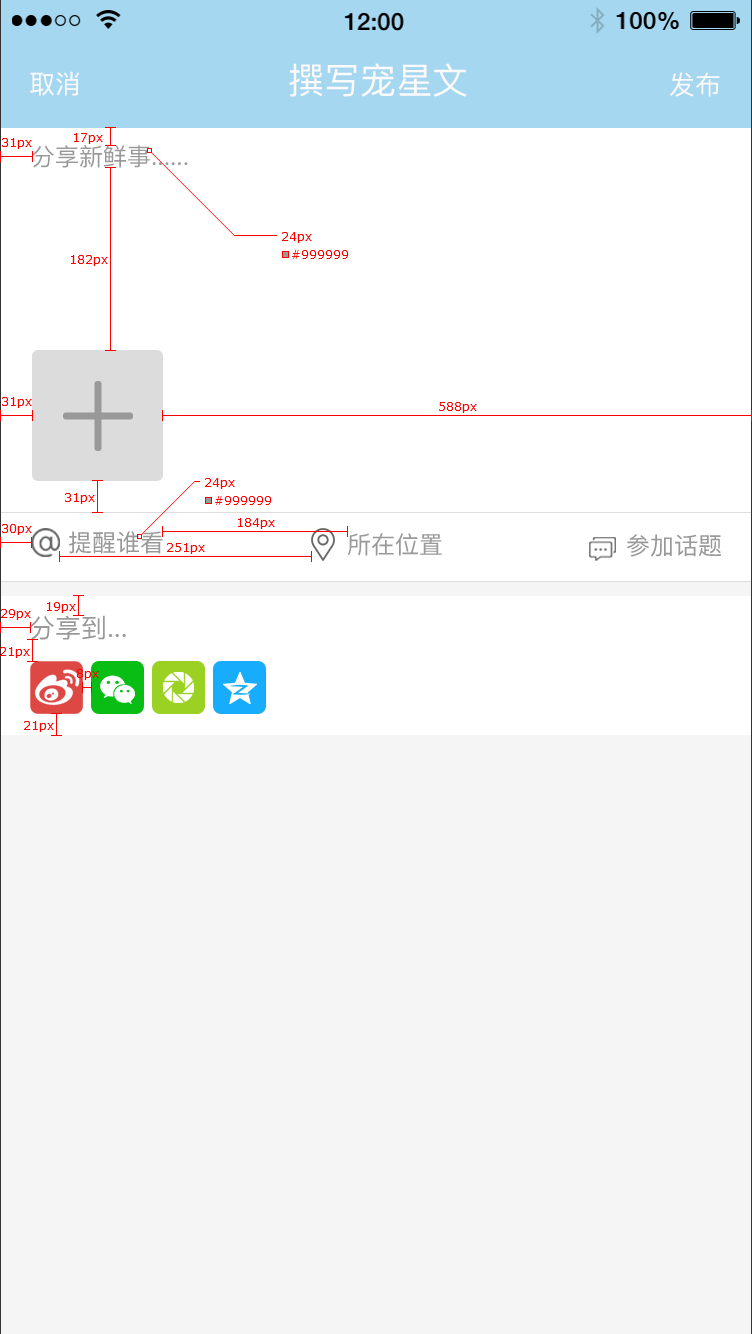 12:00
100%
取消
撰写宠星文
发布
17px
31px
分享新鲜事......
24px
#999999
182px
31px
588px
31px
24px
#999999
30px
184px
@ 提醒谁看
所在位置
参加话题
251px
19px
29px
分享到...
21px
8px
21px